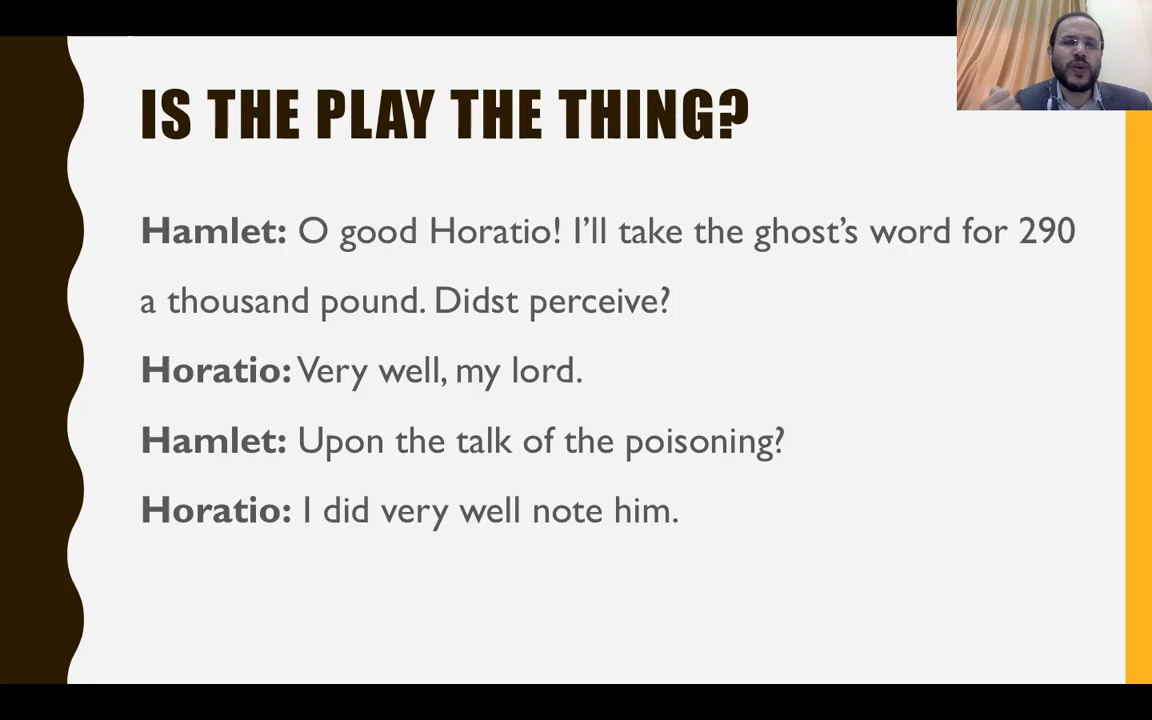 IS THE PLAY THE THING?
Hamlet: O good Horatio! I’ll take the ghost’s word for 290
a thousand pound. Didst perceive?
Horatio: Very well, my lord.
Hamlet: Upon the talk of the poisoning?
Horatio: I did very well note him.